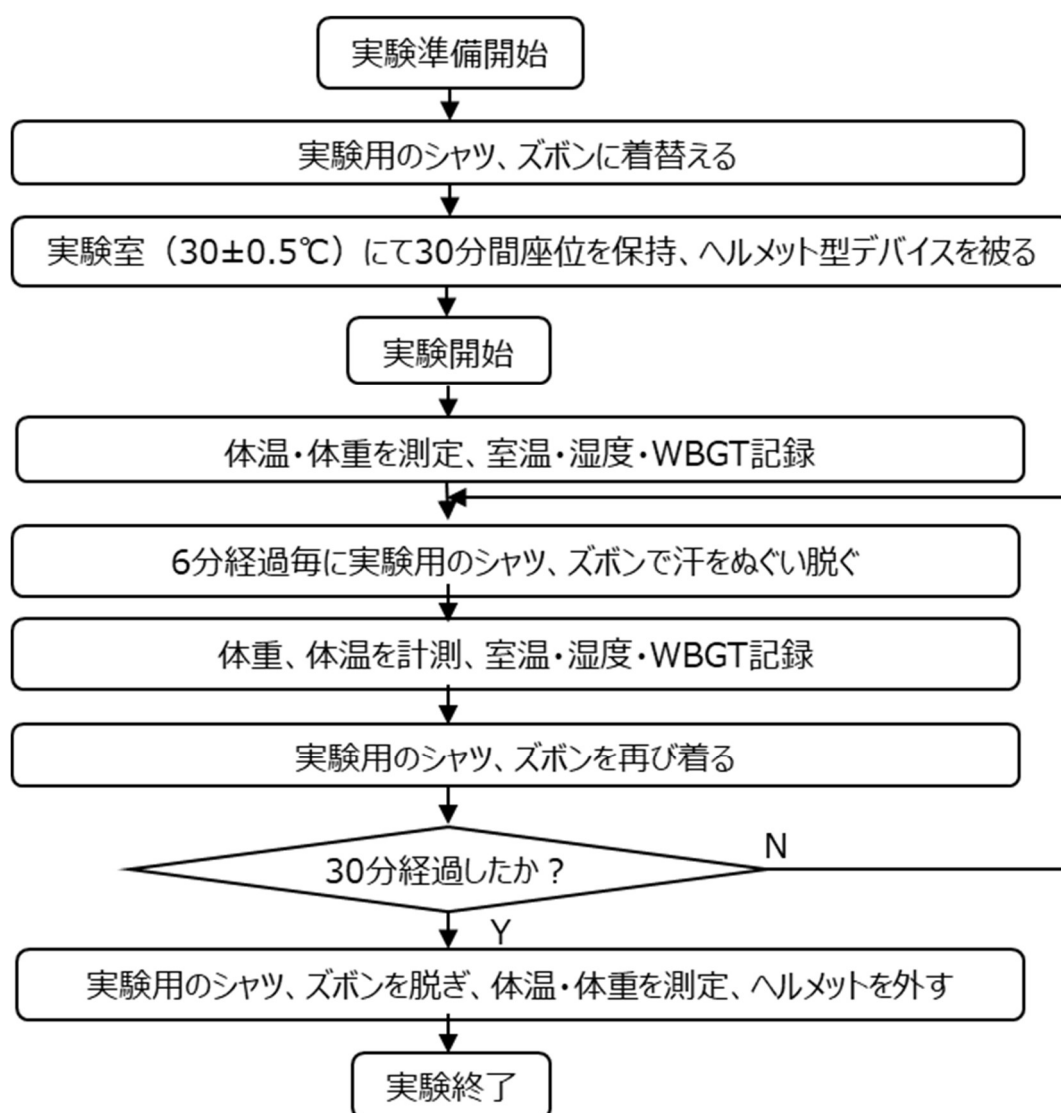 実験準備開始
実験用のシャツ、ズボンに着替える
実験室（30±0.5℃）にて30分間座位を保持、ヘルメット型デバイスを被る
実験開始
体温・体重を測定、室温・湿度・WBGT記録
6分経過毎に実験用のシャツ、ズボンで汗をぬぐい脱ぐ
体重、体温を計測、室温・湿度・WBGT記録
実験用のシャツ、ズボンを再び着る
30分経過したか？
N
Y
実験用のシャツ、ズボンを脱ぎ、体温・体重を測定、ヘルメットを外す
実験終了